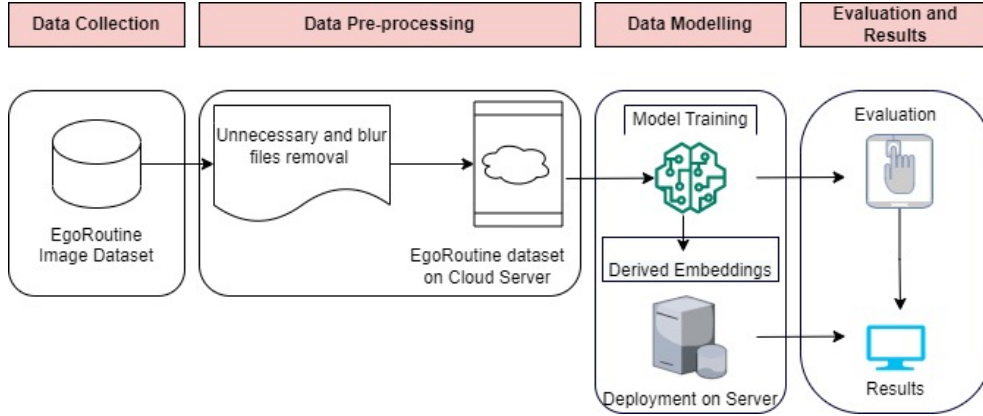 Data Collection
Data Pre-processing
Data Modelling
Evaluation and
Results
EgoRoutine
Image Dataset
Unnecessary and blur
files removal
EgoRoutine dataset
on Cloud Server
Model Training
Derived Embeddings
Deployment on Server
Evaluation
Results